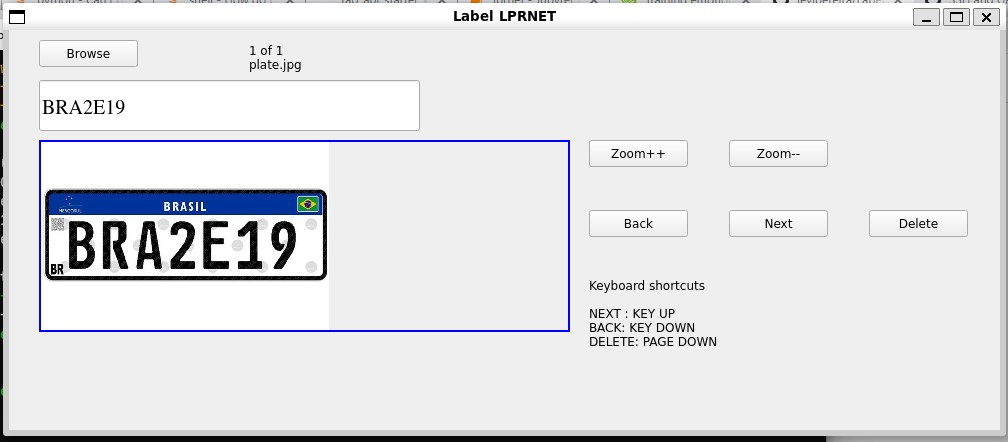 Label LPRNET
Browse
1 of 1
plate.jpg
BRA2E19
Zoom++
Zoom--
MERCOSUL
BRASIL
BRA2E19
BR
Back
Next
Delete
Keyboard shortcuts
NEXT : KEY UP
BACK: KEY DOWN
DELETE: PAGE DOWN